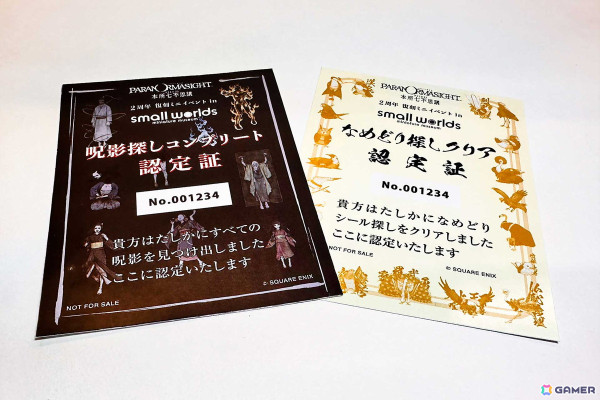 PARANORMASIGHT
本所七不思議
2周年 復刻ミニイベント in
small worlds
miniature museum
呪影探しコンプリート
認定証
No.001234
貴方はたしかにすべての
呪影を見つけ出しました
ここに認定いたします
NOT FOR SALE
© SQUARE ENIX
PARANORMASIGHT
本所七不思議
2周年 復刻ミニイベント in
small worlds
miniature museum
なめどり探しクリア
認定証
No.001234
貴方はたしかになめどり
シール探しをクリアしました
ここに認定いたします
NOT FOR SALE
© SQUARE ENIX
GAMER